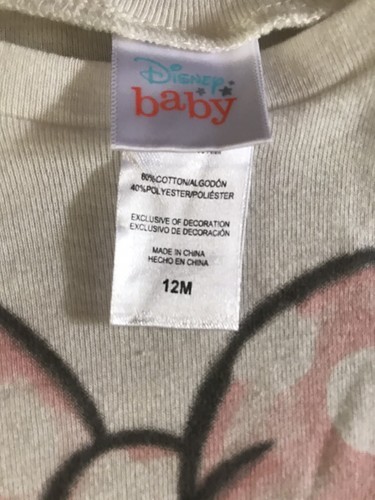 Disney
baby
60%COTTON/ALGODÓN
40%POLYESTER/POLIÉSTER
EXCLUSIVE OF DECORATION
EXCLUSIVO DE DECORACIÓN
MADE IN CHINA
HECHO EN CHINA
12M